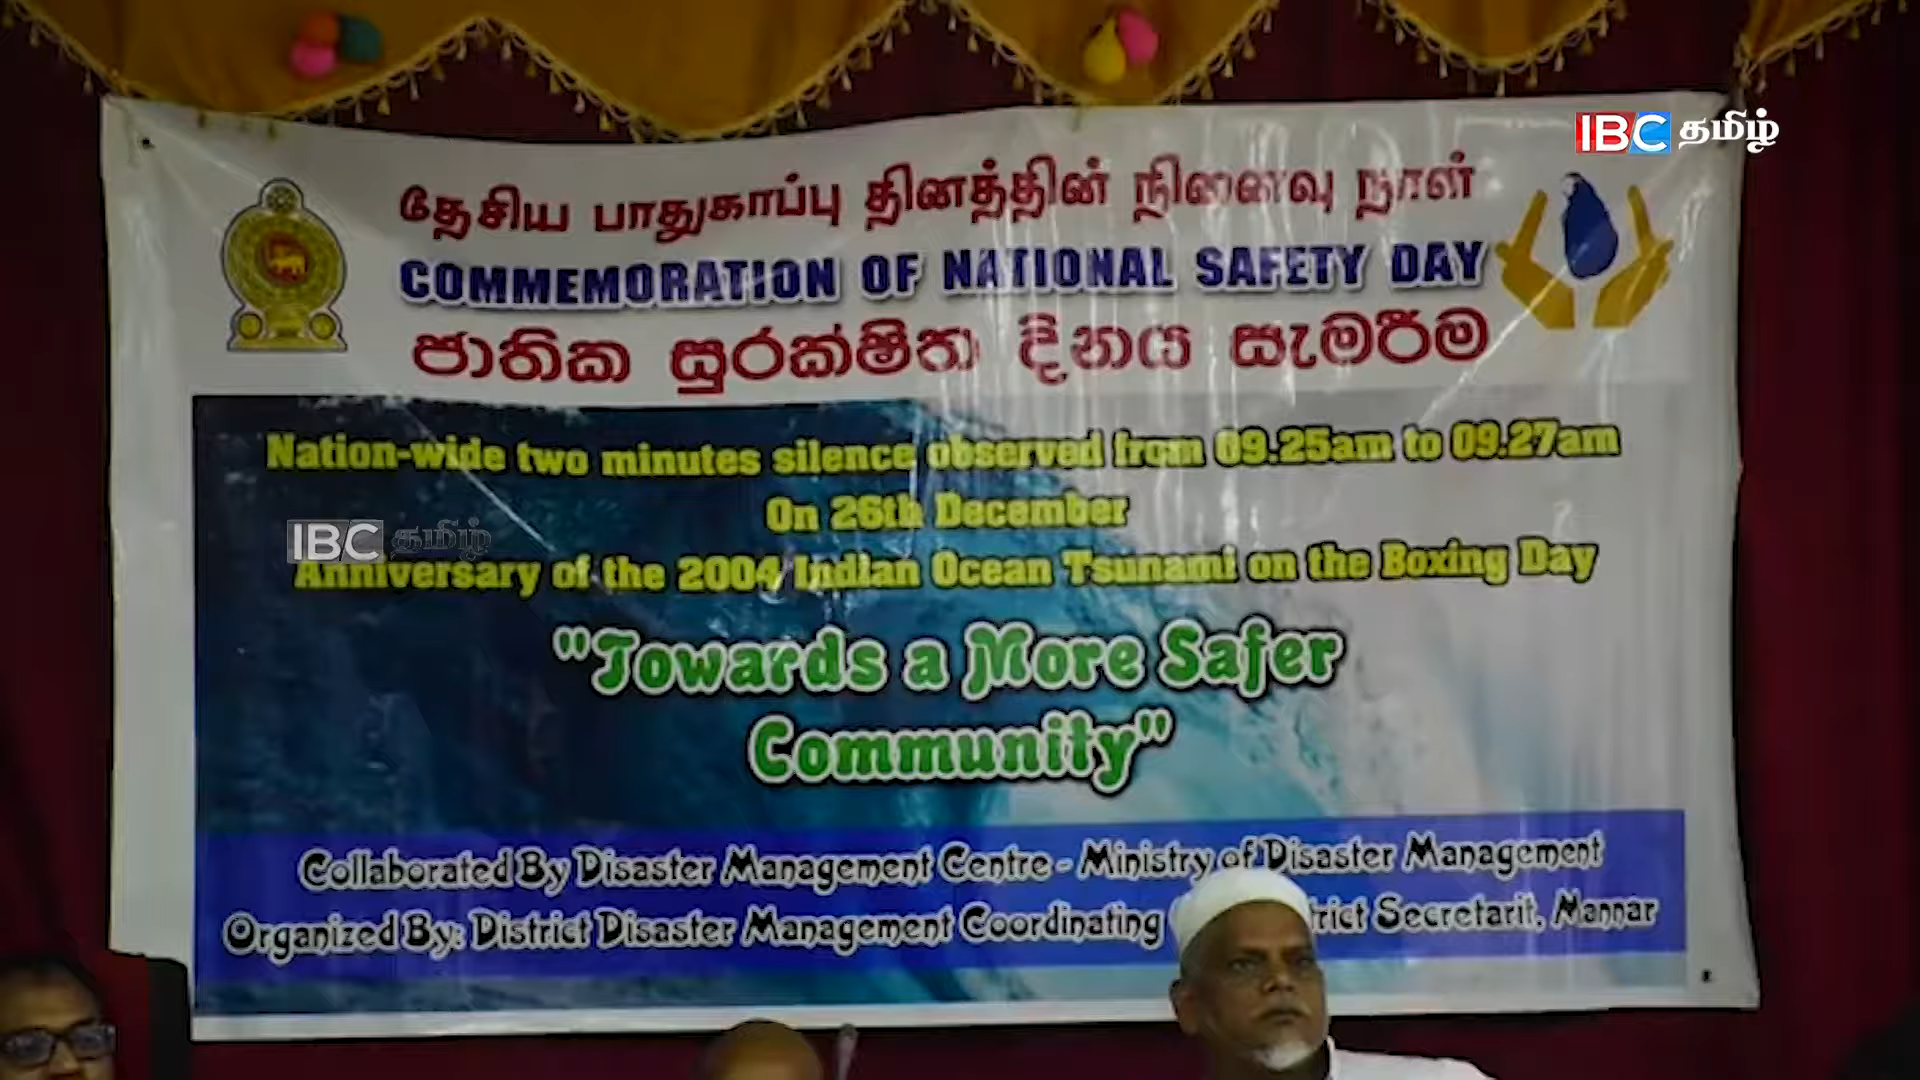 IBC தமிழ்
தேசிய பாதுகாப்பு தினத்தின் நினைவு நாள்
COMMEMORATION OF NATIONAL SAFETY DAY
ජාතික සුරක්ෂිත දිනය සැමරීම
Nation-wide two minutes silence observed from 09.25am to 09.27am
On 26th December
IBC தமிழ்
Anniversary of the 2004 Indian Ocean Tsunami on the Boxing Day
"Towards a More Safer
Community"
Collaborated By Disaster Management Centre - Ministry of Disaster Management
Organized By: District Disaster Management Coordinating Secretarit, Mannar